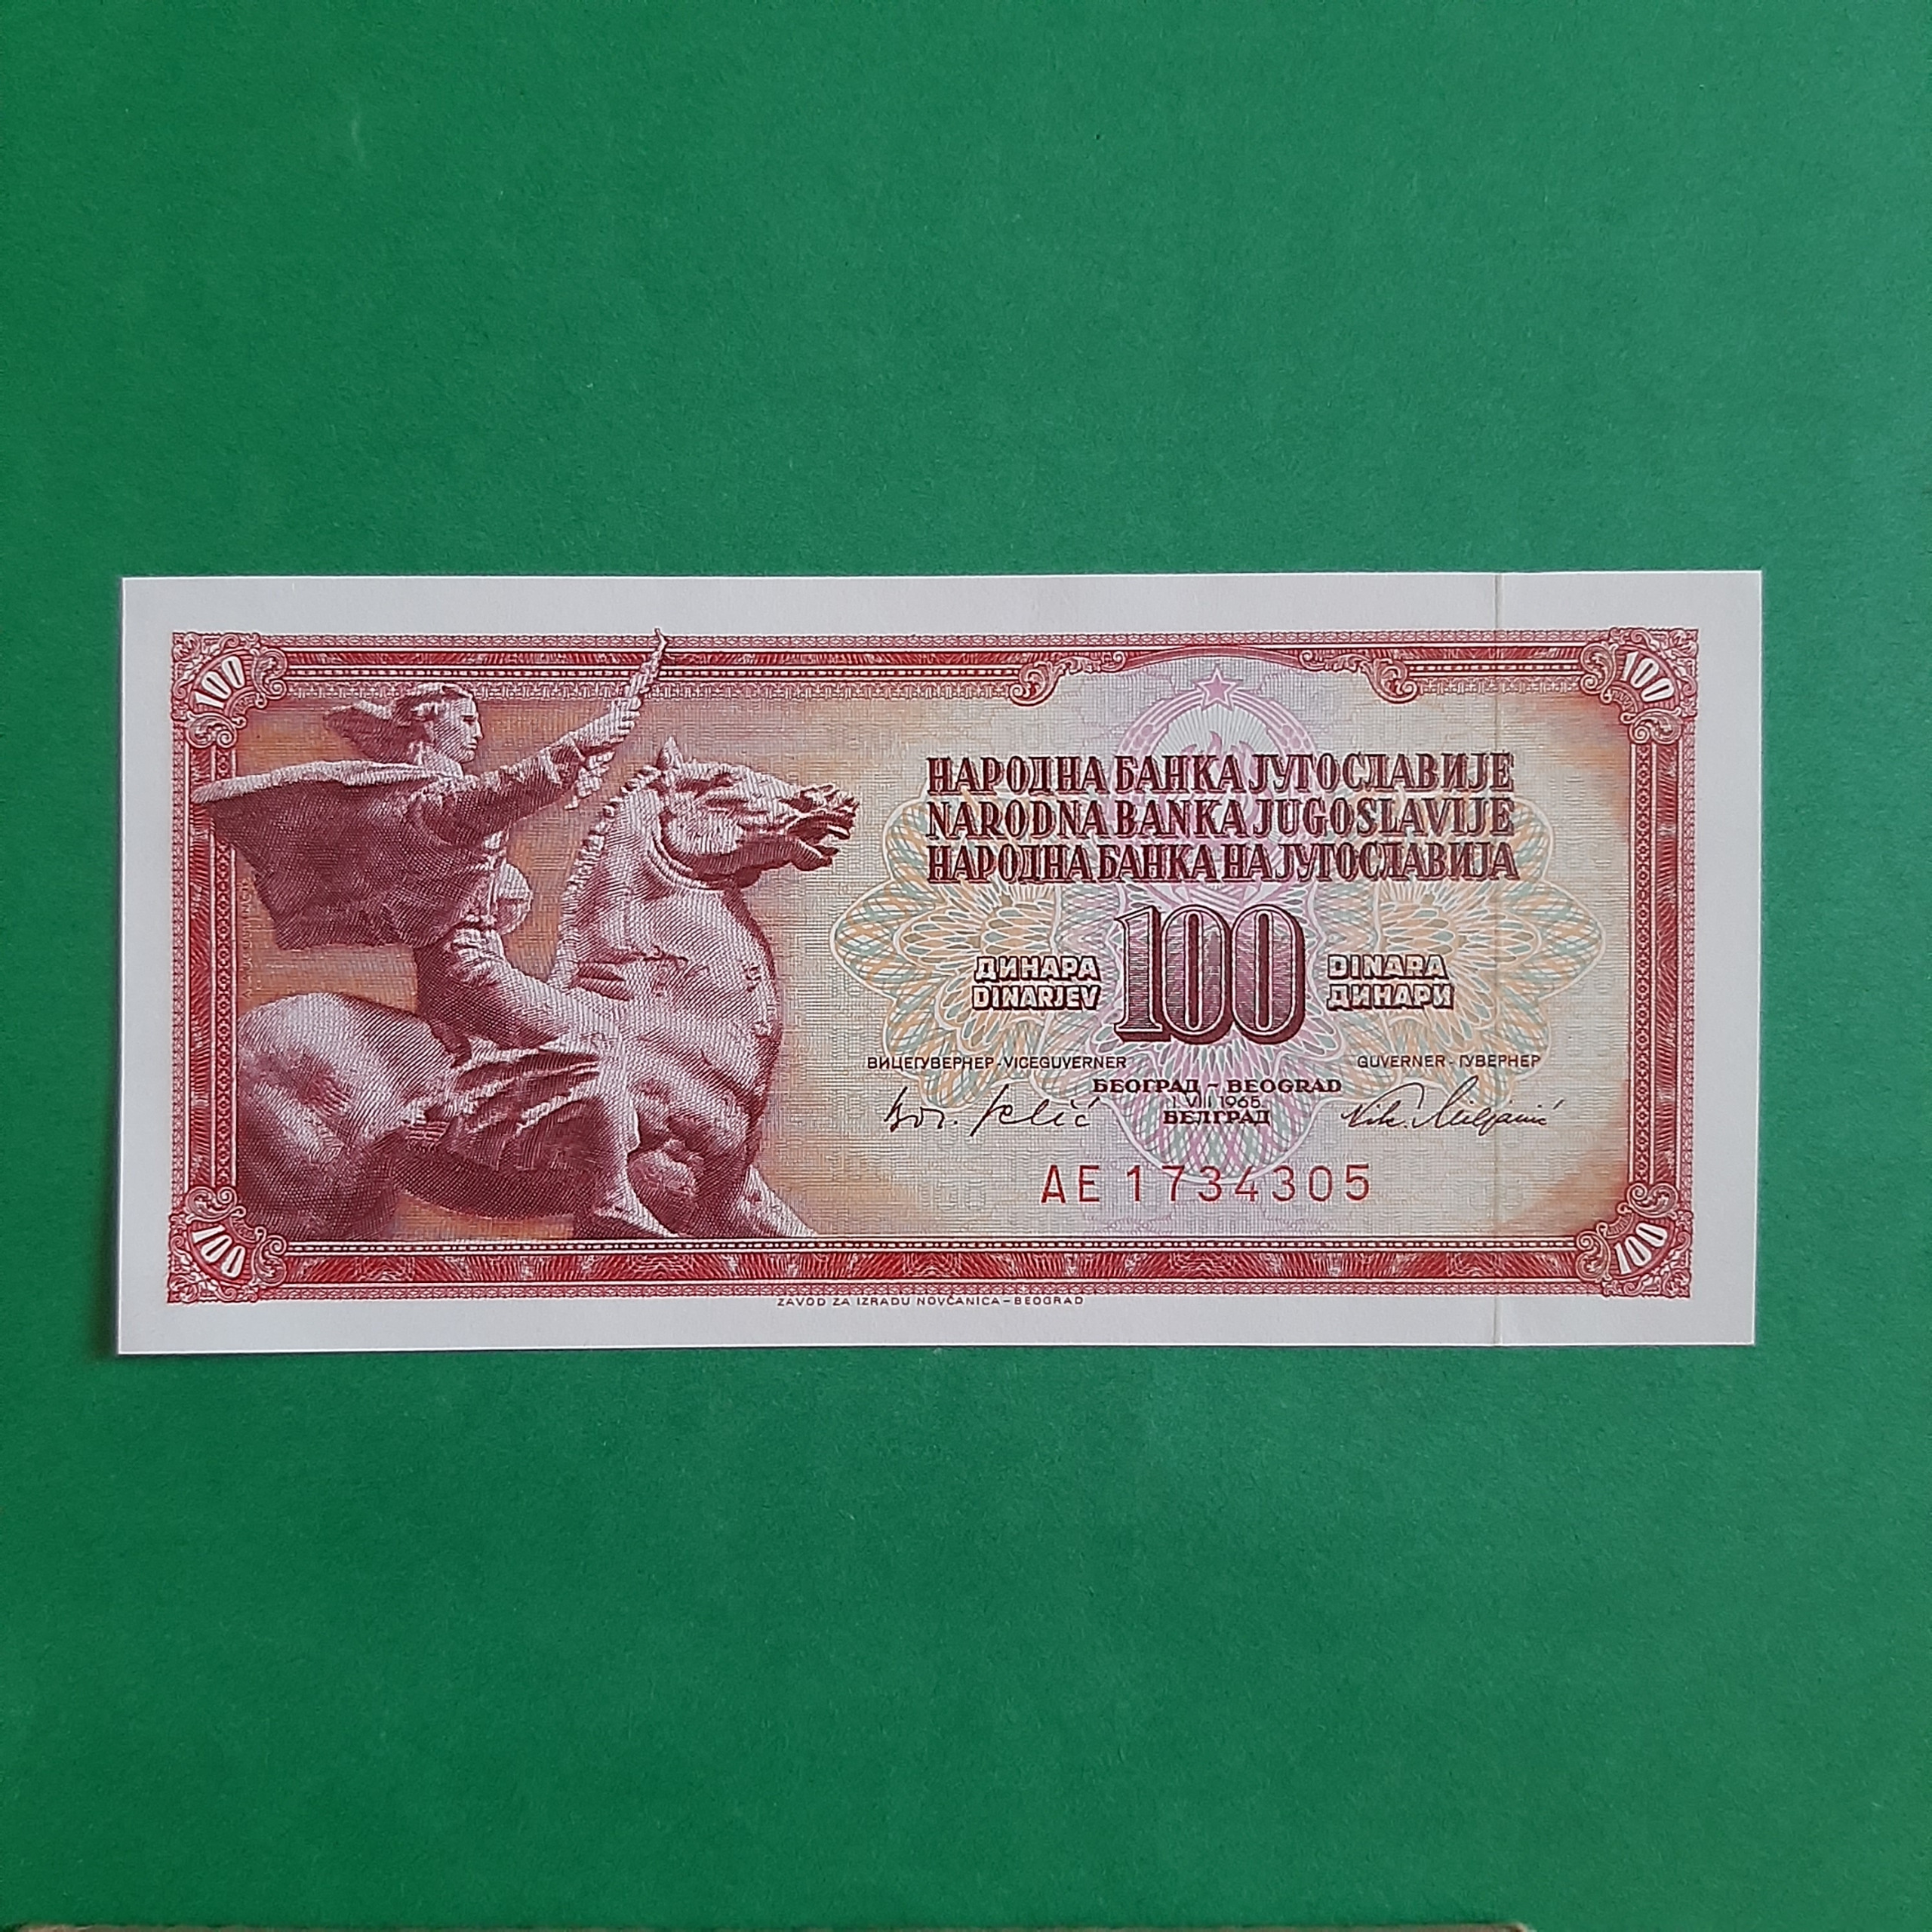 100 100
НАРОДНА БАНКА ЈУГОСЛАВИЈЕ
NARODNA BANKA JUGOSLAVIJE
НАРОДНА БАНКА НА ЈУГОСЛАВИЈА
ДИНАРА 100 DINARA
DINARJEV ДИНАРИ
ВИЦЕГУВЕРНЕР - VICEGUVERNER GUVERNER - ГУВЕРНЕР
БЕОГРАД - BEOGRAD
1. VIII 1965.
БЕЛГРАД
AE 1734305
100 100
ZAVOD ZA IZRADU NOVČANICA - BEOGRAD